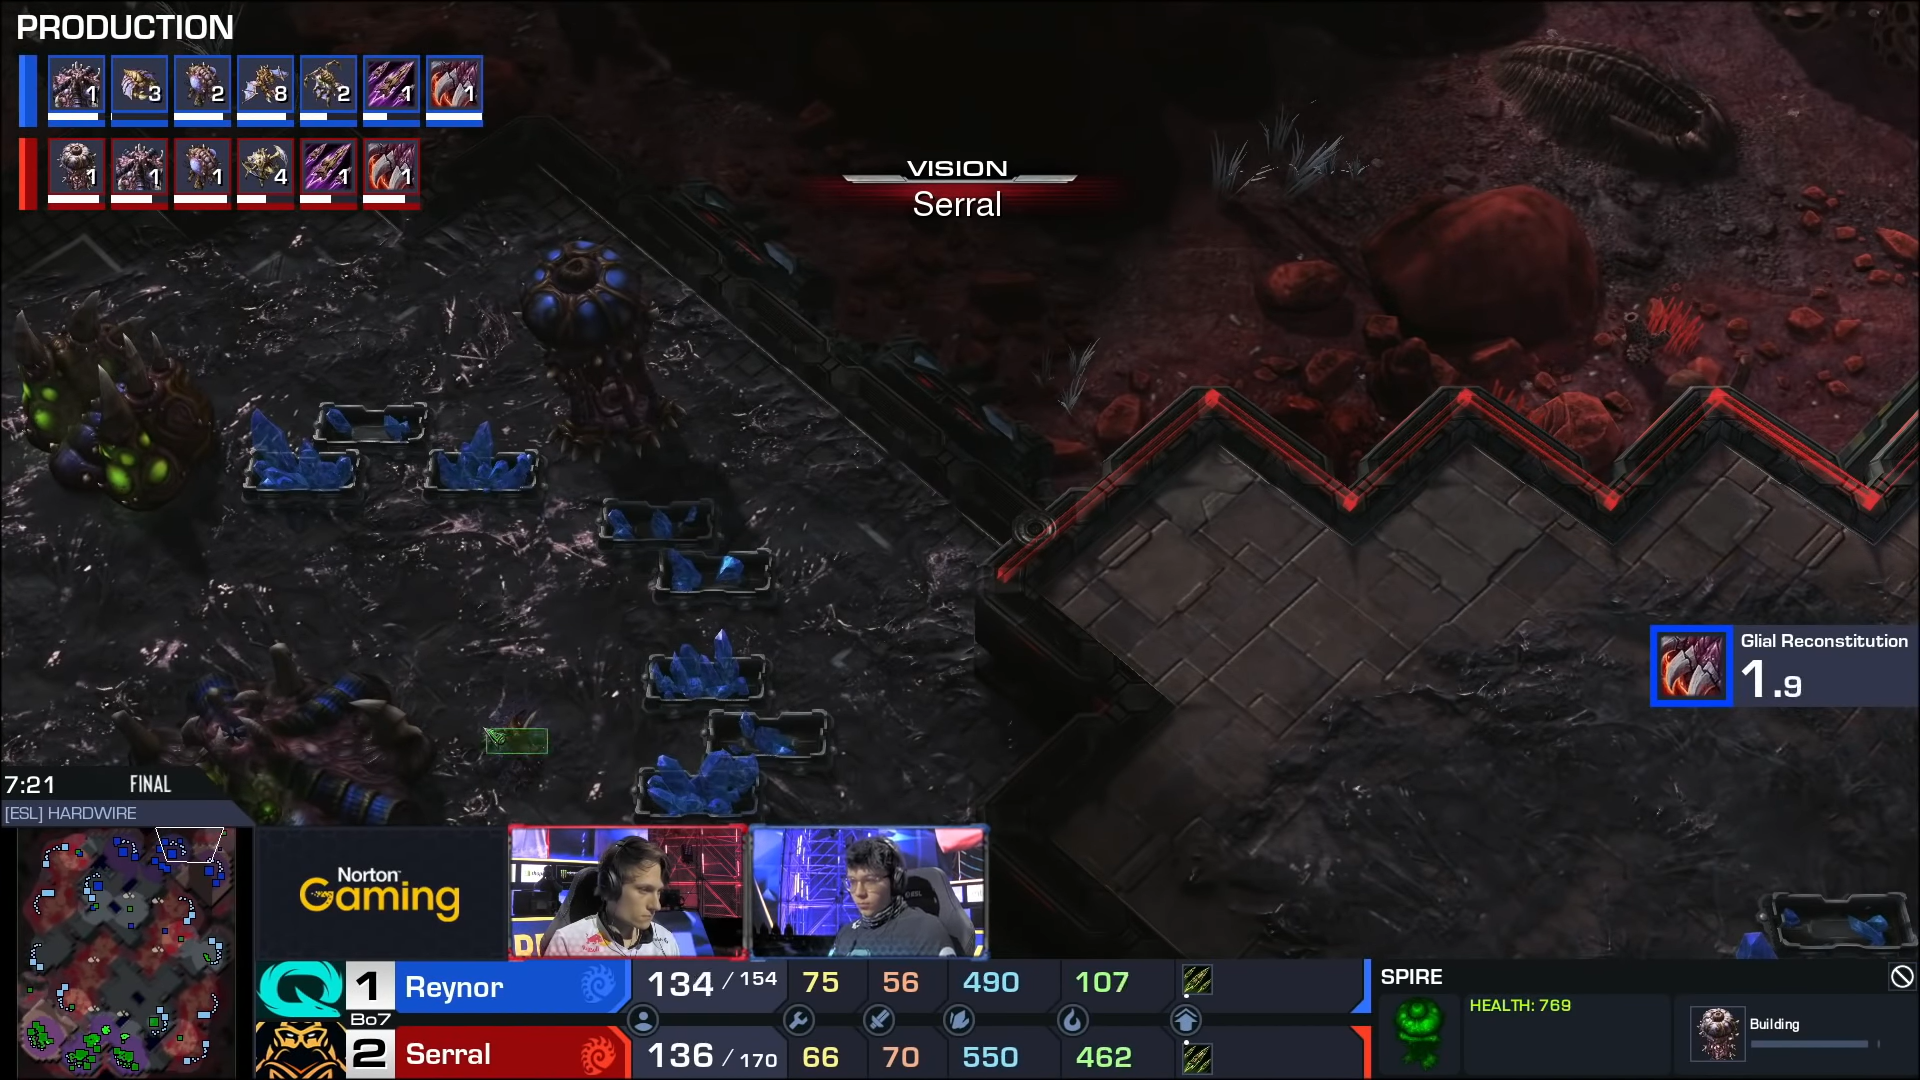 PRODUCTION
1 3 2 8 2 1 1
1 1 1 4 1 1
VISION
Serral
Glial Reconstitution
1.9
7:21 FINAL
[ESL] HARDWIRE
Norton
Gaming
1 Reynor 134 / 154 75 56 490 107
Bo7
2 Serral 136 / 170 66 70 550 462
SPIRE
HEALTH: 769
Building